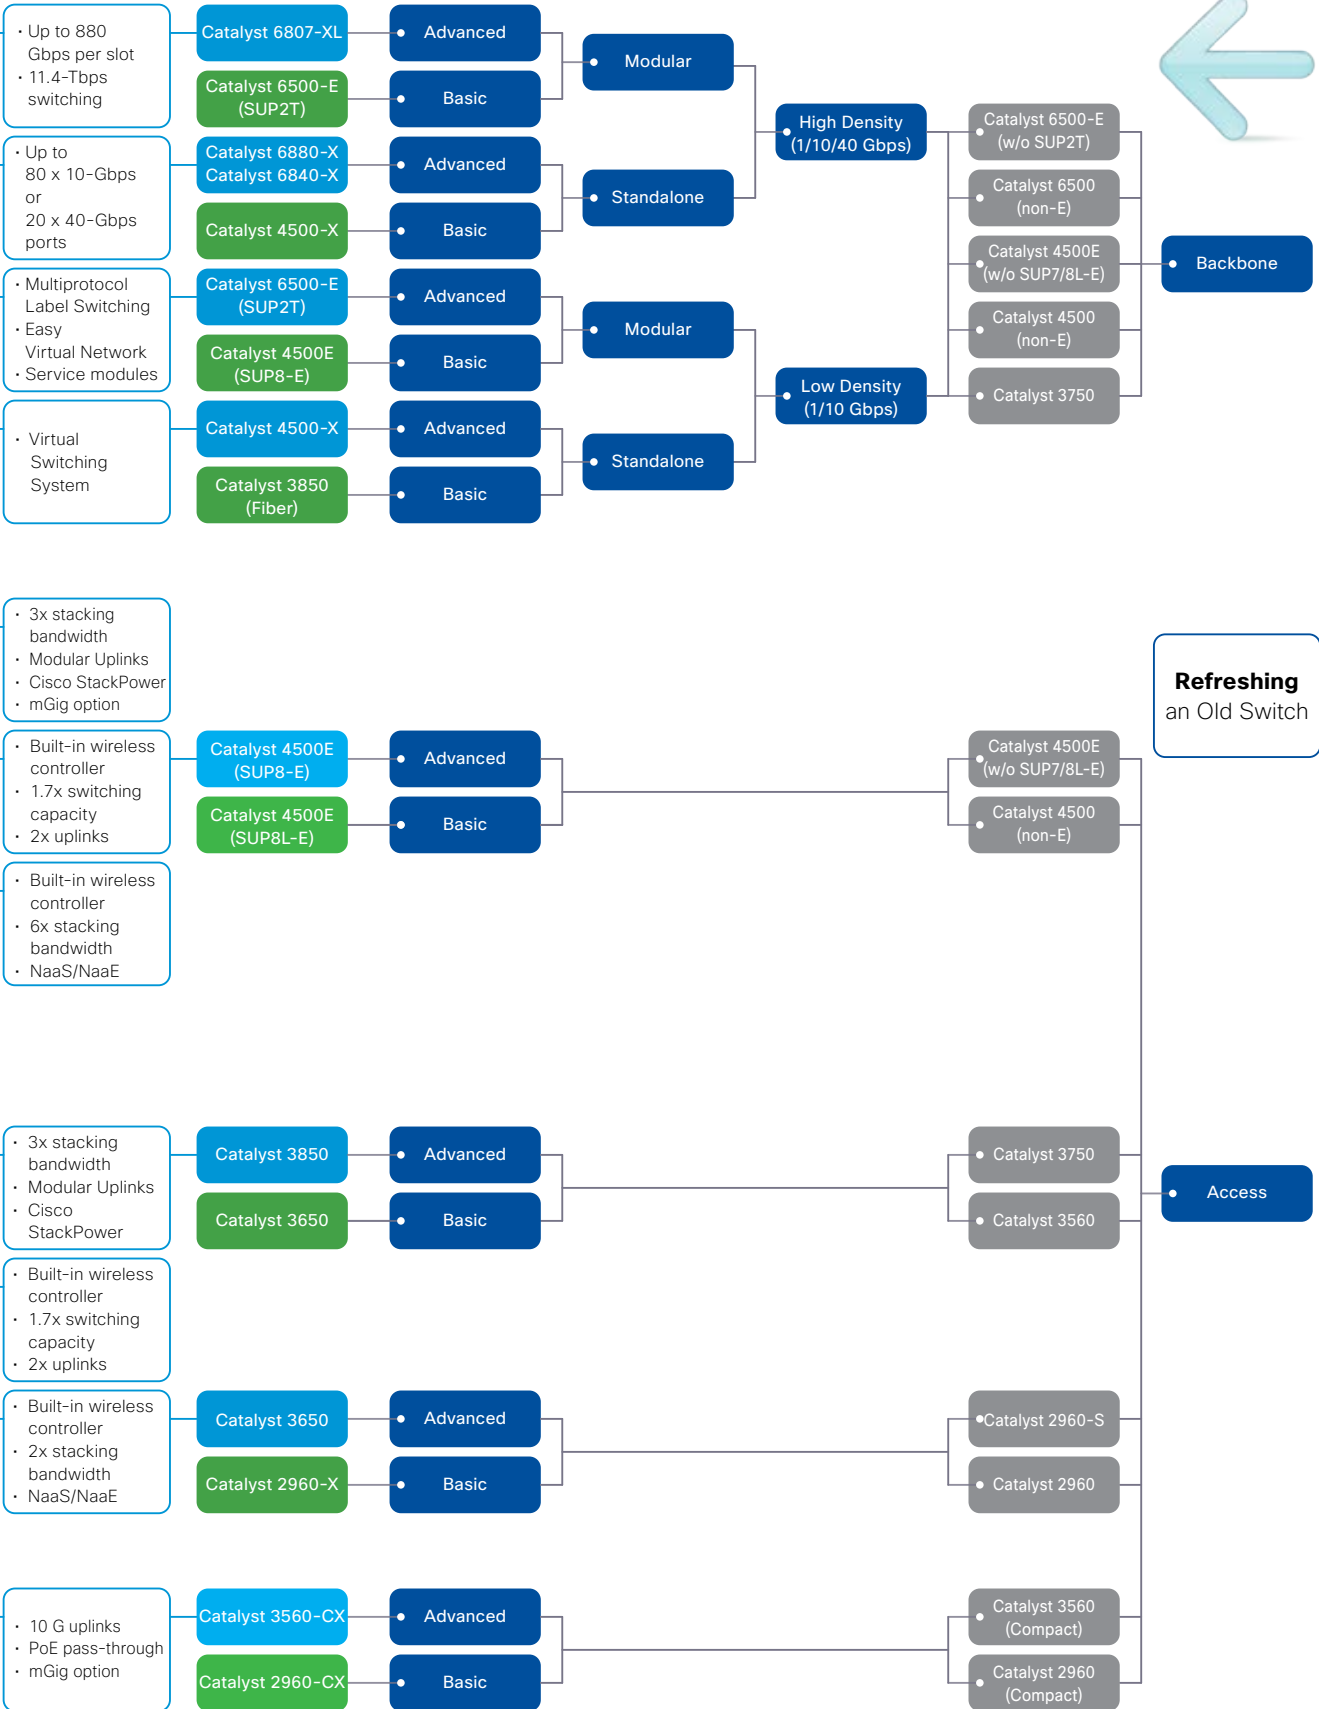 · Up to 880
Gbps per slot
· 11.4-Tbps
switching
Catalyst 6807-XL
Advanced
Catalyst 6500-E
(SUP2T)
Basic
Modular
· Up to
80 x 10-Gbps
or
20 x 40-Gbps
ports
Catalyst 6880-X
Catalyst 6840-X
Advanced
Catalyst 4500-X
Basic
Standalone
High Density
(1/10/40 Gbps)
· Multiprotocol
Label Switching
· Easy
Virtual Network
· Service modules
Catalyst 6500-E
(SUP2T)
Advanced
Catalyst 4500E
(SUP8-E)
Basic
Modular
· Virtual
Switching
System
Catalyst 4500-X
Advanced
Catalyst 3850
(Fiber)
Basic
Standalone
Low Density
(1/10 Gbps)
Catalyst 6500-E
(w/o SUP2T)
Catalyst 6500
(non-E)
Catalyst 4500E
(w/o SUP7/8L-E)
Catalyst 4500
(non-E)
Catalyst 3750
Backbone
· 3x stacking
bandwidth
· Modular Uplinks
· Cisco StackPower
· mGig option
Refreshing
an Old Switch
· Built-in wireless
controller
· 1.7x switching
capacity
· 2x uplinks
Catalyst 4500E
(SUP8-E)
Advanced
Catalyst 4500E
(SUP8L-E)
Basic
Catalyst 4500E
(w/o SUP7/8L-E)
Catalyst 4500
(non-E)
· Built-in wireless
controller
· 6x stacking
bandwidth
· NaaS/NaaE
· 3x stacking
bandwidth
· Modular Uplinks
· Cisco
StackPower
Catalyst 3850
Advanced
Catalyst 3650
Basic
Catalyst 3750
Catalyst 3560
Access
· Built-in wireless
controller
· 1.7x switching
capacity
· 2x uplinks
· Built-in wireless
controller
· 2x stacking
bandwidth
· NaaS/NaaE
Catalyst 3650
Advanced
Catalyst 2960-X
Basic
Catalyst 2960-S
Catalyst 2960
· 10 G uplinks
· PoE pass-through
· mGig option
Catalyst 3560-CX
Advanced
Catalyst 2960-CX
Basic
Catalyst 3560
(Compact)
Catalyst 2960
(Compact)